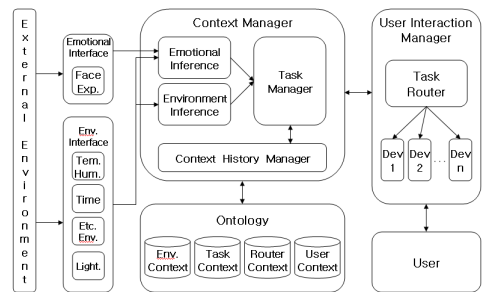 External Environment
Emotional
Interface
Face
Exp.
Env.
Interface
Tem.
Hum.
Time
Etc.
Env.
Light.
Context Manager
Emotional
Inference
Environment
Inference
Task
Manager
Context History Manager
Ontology
Env.
Context
Task
Context
Router
Context
User
Context
User Interaction
Manager
Task
Router
Dev
1
Dev
2
...
Dev
n
User